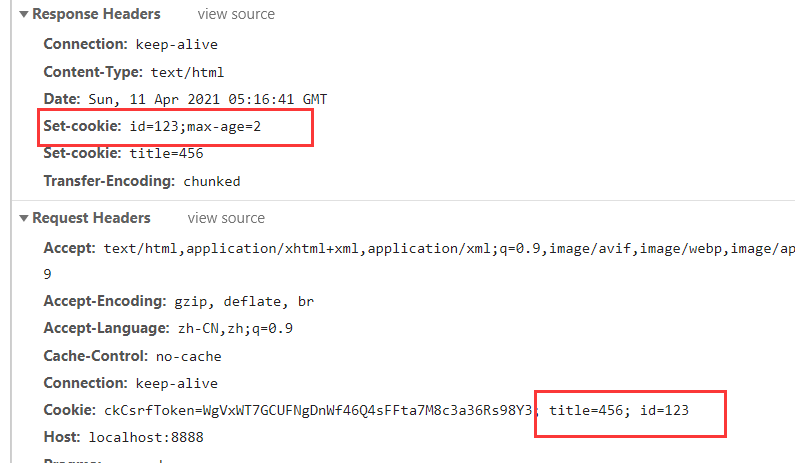 Response Headers view source
Connection: keep-alive
Content-Type: text/html
Date: Sun, 11 Apr 2021 05:16:41 GMT
Set-cookie: id=123;max-age=2
Set-cookie: title=456
Transfer-Encoding: chunked
Request Headers view source
Accept: text/html,application/xhtml+xml,application/xml;q=0.9,image/avif,image/webp,image/ap
9
Accept-Encoding: gzip, deflate, br
Accept-Language: zh-CN,zh;q=0.9
Cache-Control: no-cache
Connection: keep-alive
Cookie: ckCsrfToken=WgVxWT7GCUFNgDnWf46Q4sFFta7M8c3a36Rs98Y3; title=456; id=123
Host: localhost:8888